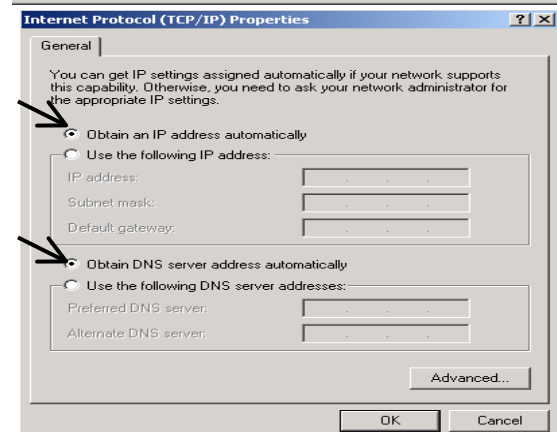 Internet Protocol (TCP/IP) Properties
General
You can get IP settings assigned automatically if your network supports
this capability. Otherwise, you need to ask your network administrator for
the appropriate IP settings.
Obtain an IP address automatically
Use the following IP address:
IP address:
Subnet mask:
Default gateway:
Obtain DNS server address automatically
Use the following DNS server addresses:
Preferred DNS server:
Alternate DNS server:
Advanced...
OK Cancel